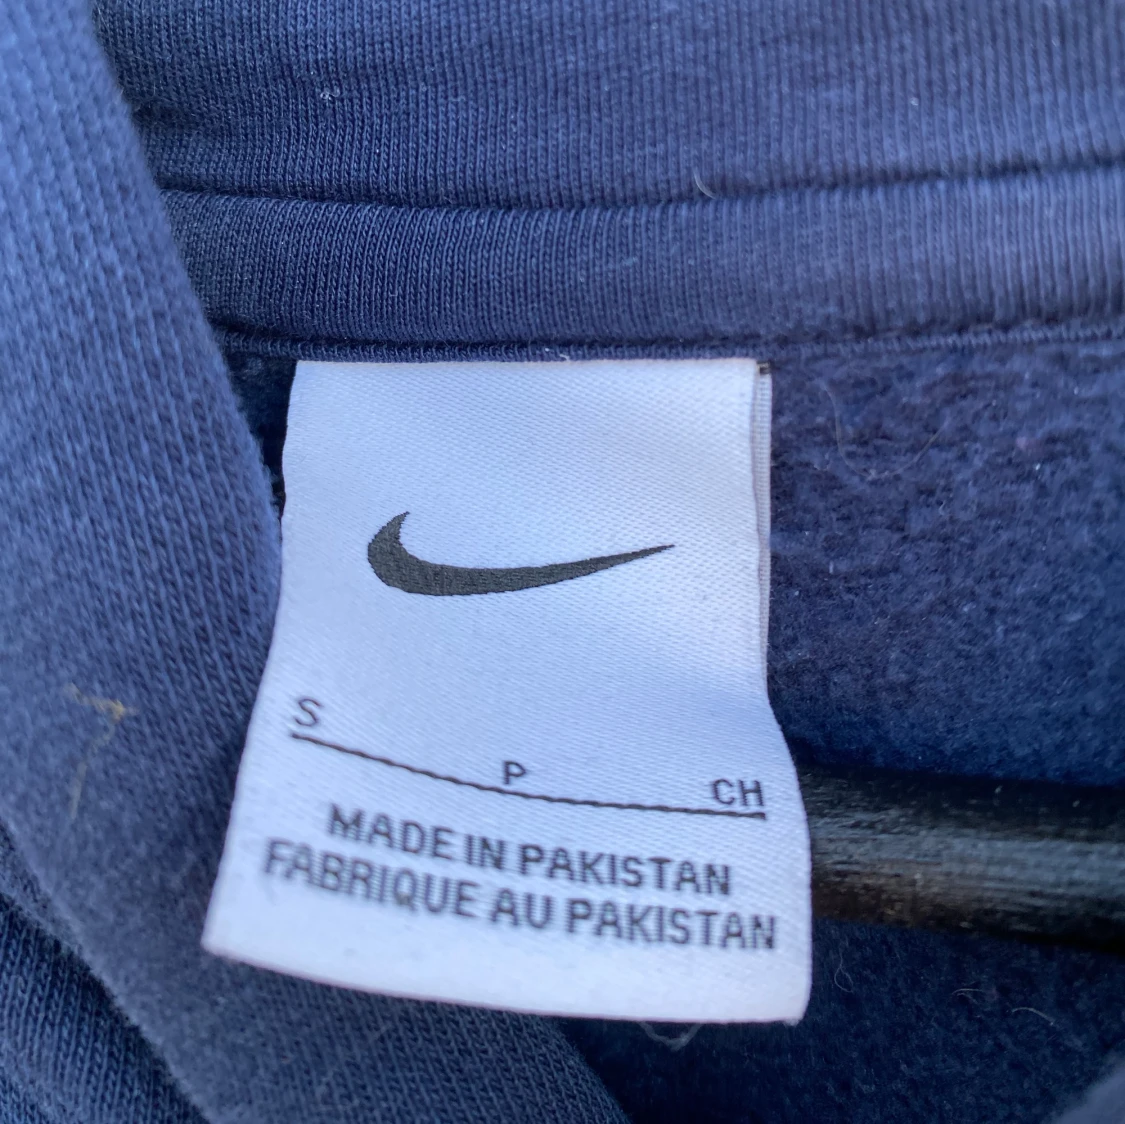 S P CH
MADE IN PAKISTAN
FABRIQUE AU PAKISTAN